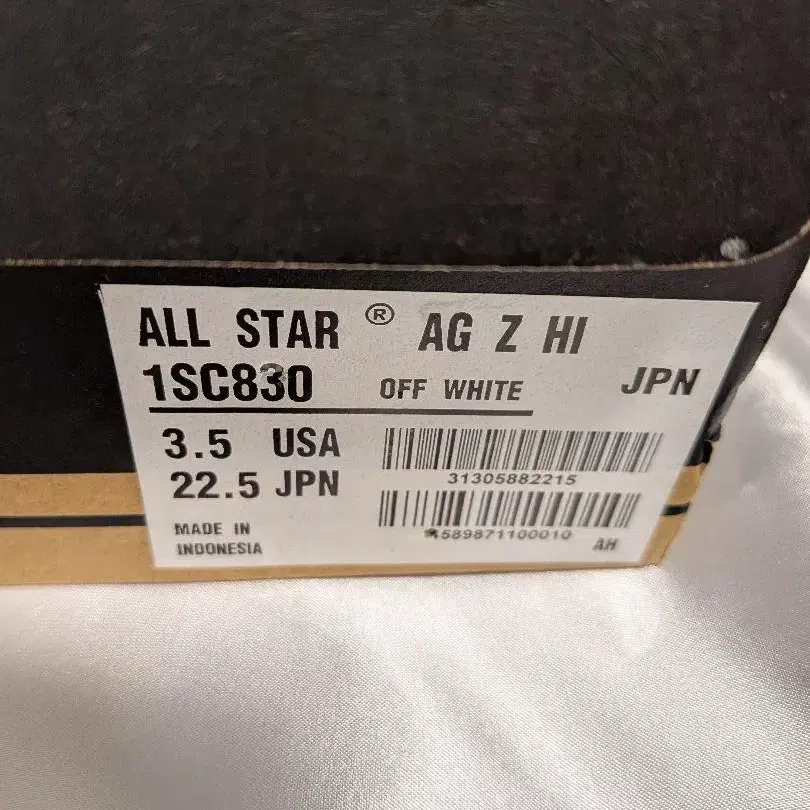 ALL STAR ® AG Z HI
1SC830 OFF WHITE JPN
3.5 USA
22.5 JPN
31305882215
4589871100010
MADE IN
INDONESIA
AH